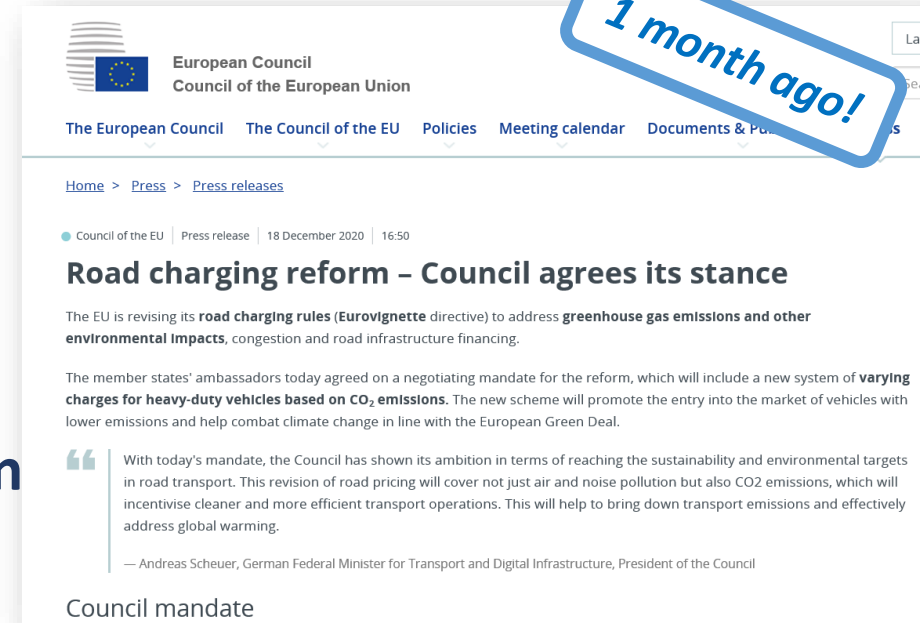 1 month ago!
La
European Council
Council of the European Union
The European Council The Council of the EU Policies Meeting calendar Documents &
Home > Press > Press releases
Council of the EU Press release 18 December 2020 16:50
Road charging reform – Council agrees its stance
The EU is revising its road charging rules (Eurovignette directive) to address greenhouse gas emissions and other
environmental impacts, congestion and road infrastructure financing.
The member states' ambassadors today agreed on a negotiating mandate for the reform, which will include a new system of varying
charges for heavy-duty vehicles based on CO₂ emissions. The new scheme will promote the entry into the market of vehicles with
lower emissions and help combat climate change in line with the European Green Deal.
n
With today's mandate, the Council has shown its ambition in terms of reaching the sustainability and environmental targets
in road transport. This revision of road pricing will cover not just air and noise pollution but also CO2 emissions, which will
incentivise cleaner and more efficient transport operations. This will help to bring down transport emissions and effectively
address global warming.
— Andreas Scheuer, German Federal Minister for Transport and Digital Infrastructure, President of the Council
Council mandate